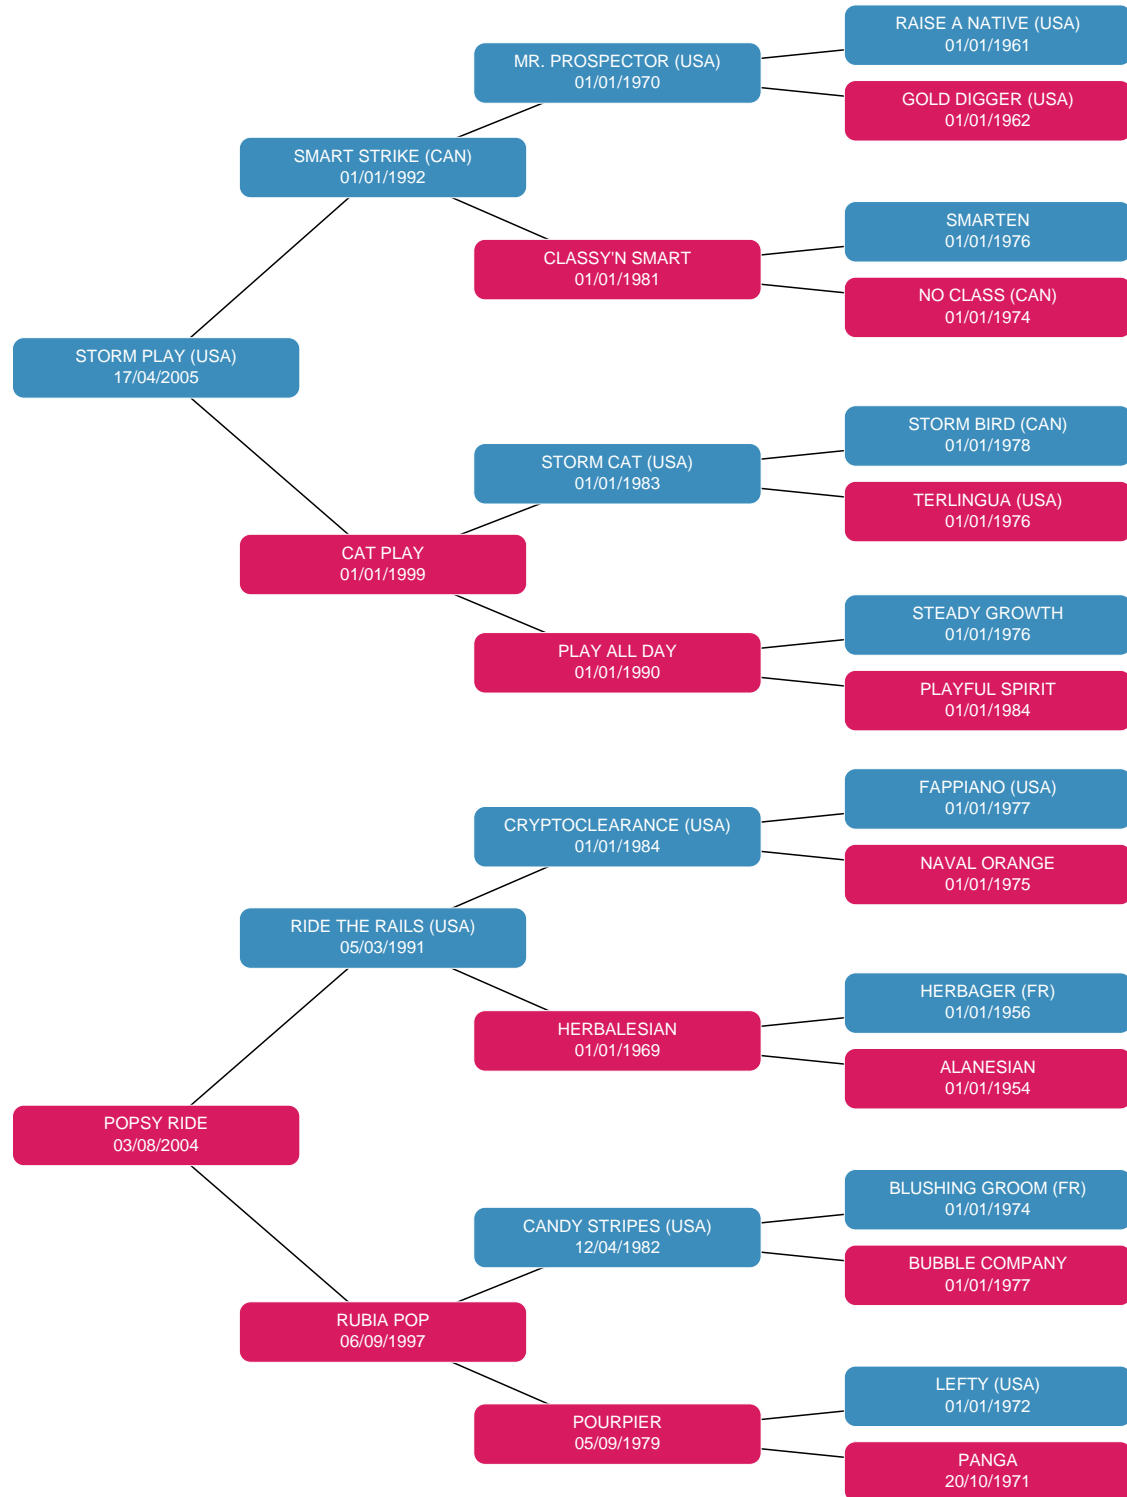 RAISE A NATIVE (USA)
01/01/1961
MR. PROSPECTOR (USA)
01/01/1970
GOLD DIGGER (USA)
01/01/1962
SMART STRIKE (CAN)
01/01/1992
SMARTEN
01/01/1976
CLASSY'N SMART
01/01/1981
NO CLASS (CAN)
01/01/1974
STORM PLAY (USA)
17/04/2005
STORM BIRD (CAN)
01/01/1978
STORM CAT (USA)
01/01/1983
TERLINGUA (USA)
01/01/1976
CAT PLAY
01/01/1999
STEADY GROWTH
01/01/1976
PLAY ALL DAY
01/01/1990
PLAYFUL SPIRIT
01/01/1984
FAPPIANO (USA)
01/01/1977
CRYPTOCLEARANCE (USA)
01/01/1984
NAVAL ORANGE
01/01/1975
RIDE THE RAILS (USA)
05/03/1991
HERBAGER (FR)
01/01/1956
HERBALESIAN
01/01/1969
ALANESIAN
01/01/1954
POPSY RIDE
03/08/2004
BLUSHING GROOM (FR)
01/01/1974
CANDY STRIPES (USA)
12/04/1982
BUBBLE COMPANY
01/01/1977
RUBIA POP
06/09/1997
LEFTY (USA)
01/01/1972
POURPIER
05/09/1979
PANGA
20/10/1971